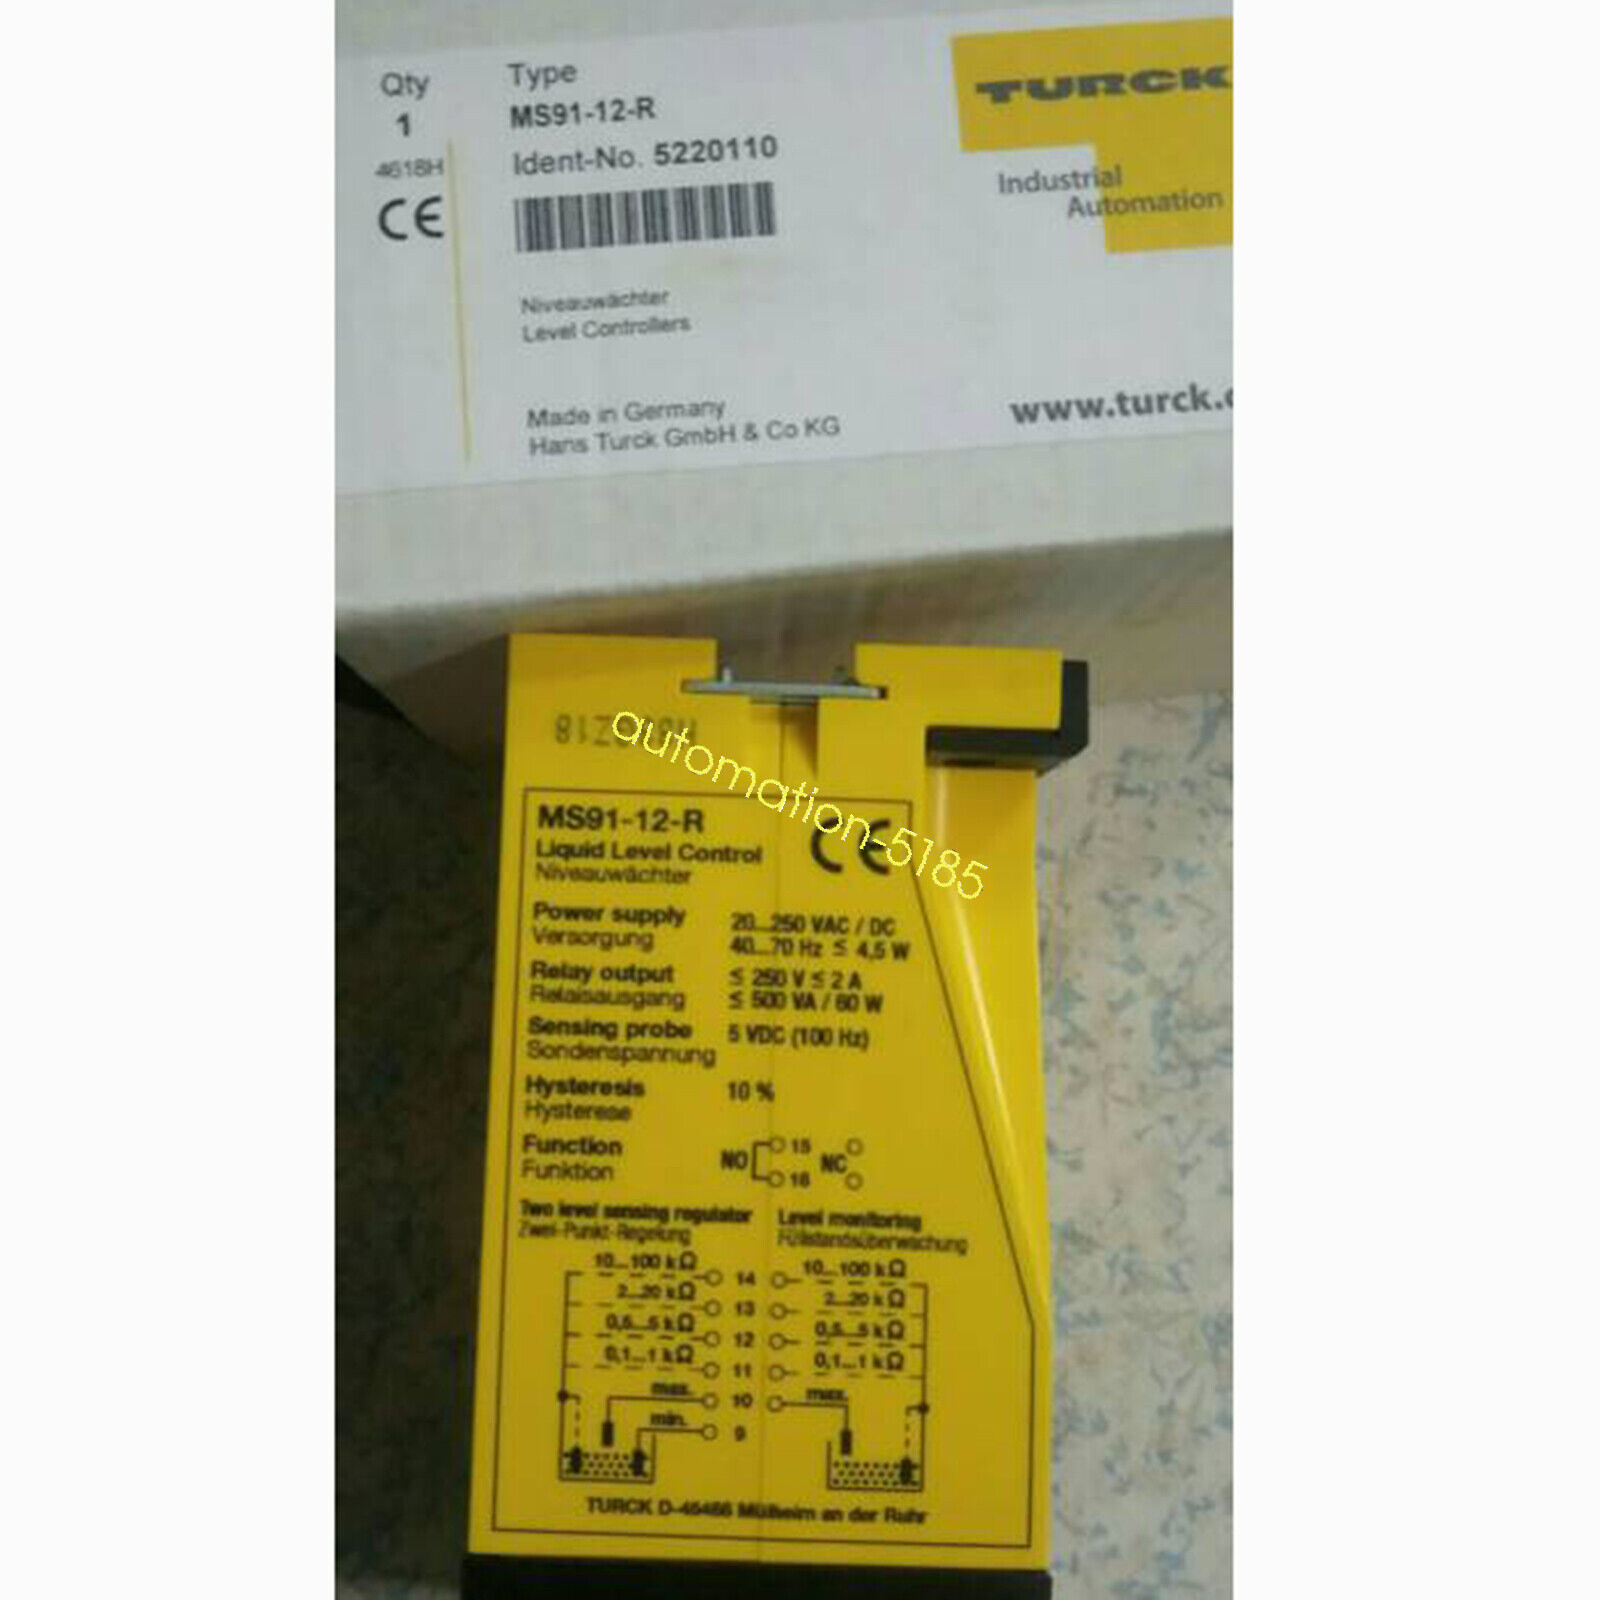 Qty
1
4618H
CE
Type
MS91-12-R
Ident-No. 5220110
TURCK
Industrial
Automation
Niveauwächter
Level Controllers
Made in Germany
Hans Turck GmbH & Co KG
www.turck.
automation-5185
MS91-12-R
CE
Liquid Level Control
Niveauwächter
Power supply 20...250 VAC / DC
Versorgung 40...70 Hz ≤ 4,5 W
Relay output ≤ 250 V ≤ 2 A
Relaisausgang ≤ 500 VA / 60 W
Sensing probe 5 VDC (100 Hz)
Sondenspannung
Hysteresis 10 %
Hysterese
Function NO 15 NC
Funktion 16
Two level sensing regulator
Zwei-Punkt-Regelung
Level monitoring
Füllstandsüberwachung
10...100 kΩ 14 10...100 kΩ
2...20 kΩ 13 2...20 kΩ
0,5...5 kΩ 12 0,5...5 kΩ
0,1...1 kΩ 11 0,1...1 kΩ
max. 10 max.
min. 9
TURCK D-45466 Mülheim an der Ruhr